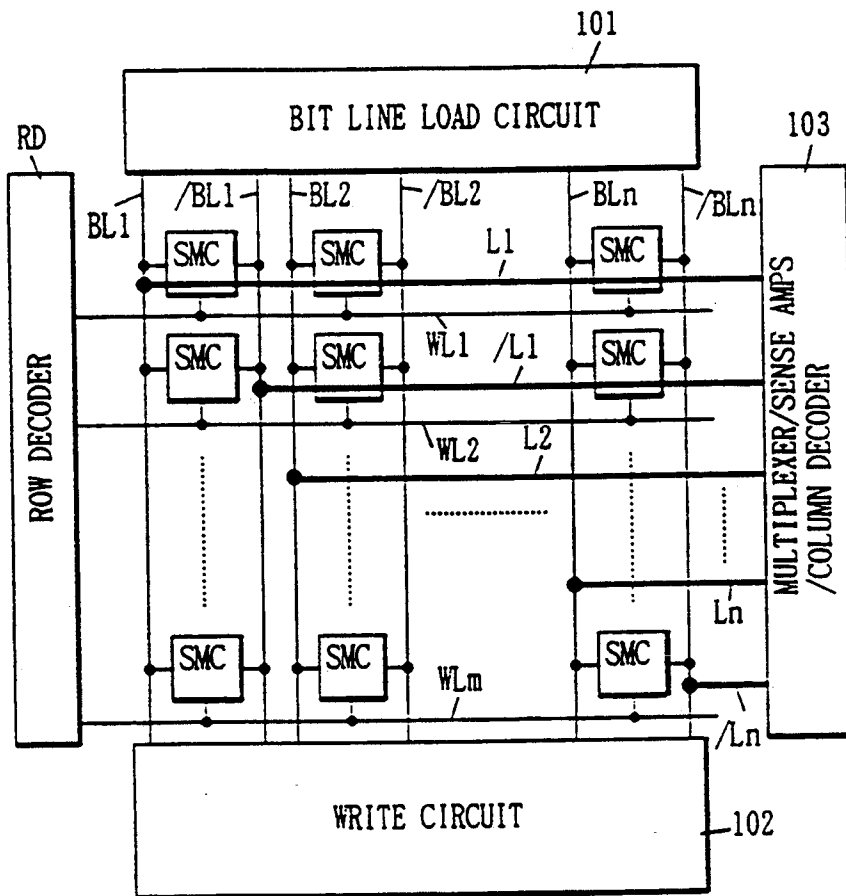 101
BIT LINE LOAD CIRCUIT
RD
103
BL1
/BL1
BL2
/BL2
BLn
/BLn
SMC
SMC
L1
SMC
WL1
SMC
SMC
/L1
SMC
WL2
L2
ROW DECODER
MULTIPLEXER/SENSE AMPS
/COLUMN DECODER
Ln
SMC
SMC
WLm
SMC
/Ln
WRITE CIRCUIT
102